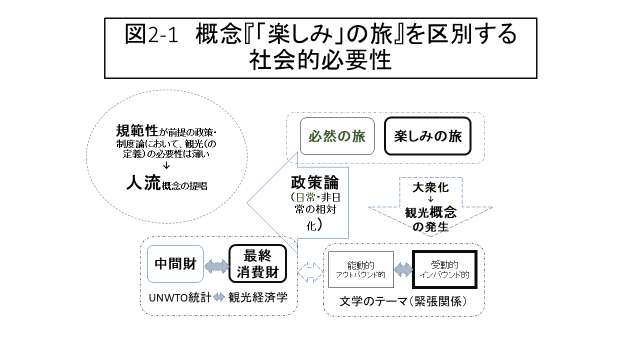 図2-1 概念『「楽しみ」の旅』を区別する
社会的必要性
規範性が前提の政策・
制度論において、観光(の
定義)の必要性は薄い
↓
人流概念の提唱
必然の旅
楽しみの旅
政策論
(日常・非日
常の相対
化)
大衆化
↓
観光概念
の発生
中間財
最終
消費財
UNWTO統計 観光経済学
能動的
アウトバウンド的
受動的
インバウンド的
文学のテーマ(緊張関係)